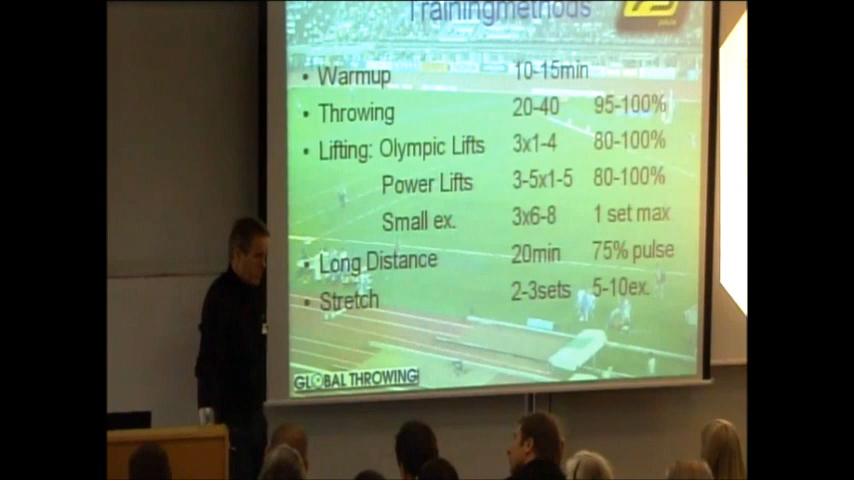 Trainingmethods
• Warmup 10-15min
• Throwing 20-40 95-100%
• Lifting: Olympic Lifts 3x1-4 80-100%
Power Lifts 3-5x1-5 80-100%
Small ex. 3x6-8 1 set max
• Long Distance 20min 75% pulse
• Stretch 2-3sets 5-10ex.
GLOBAL THROWING